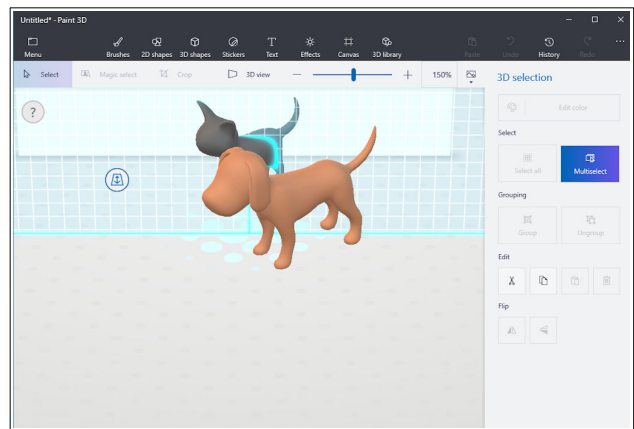 Untitled* - Paint 3D
Menu Brushes 2D shapes 3D shapes Stickers Text Effects Canvas 3D library Paste Undo History Redo
Select Magic select Crop 3D view 150%
3D selection
?
Edit color
Select
Select all Multiselect
Grouping
Group Ungroup
Edit
Flip